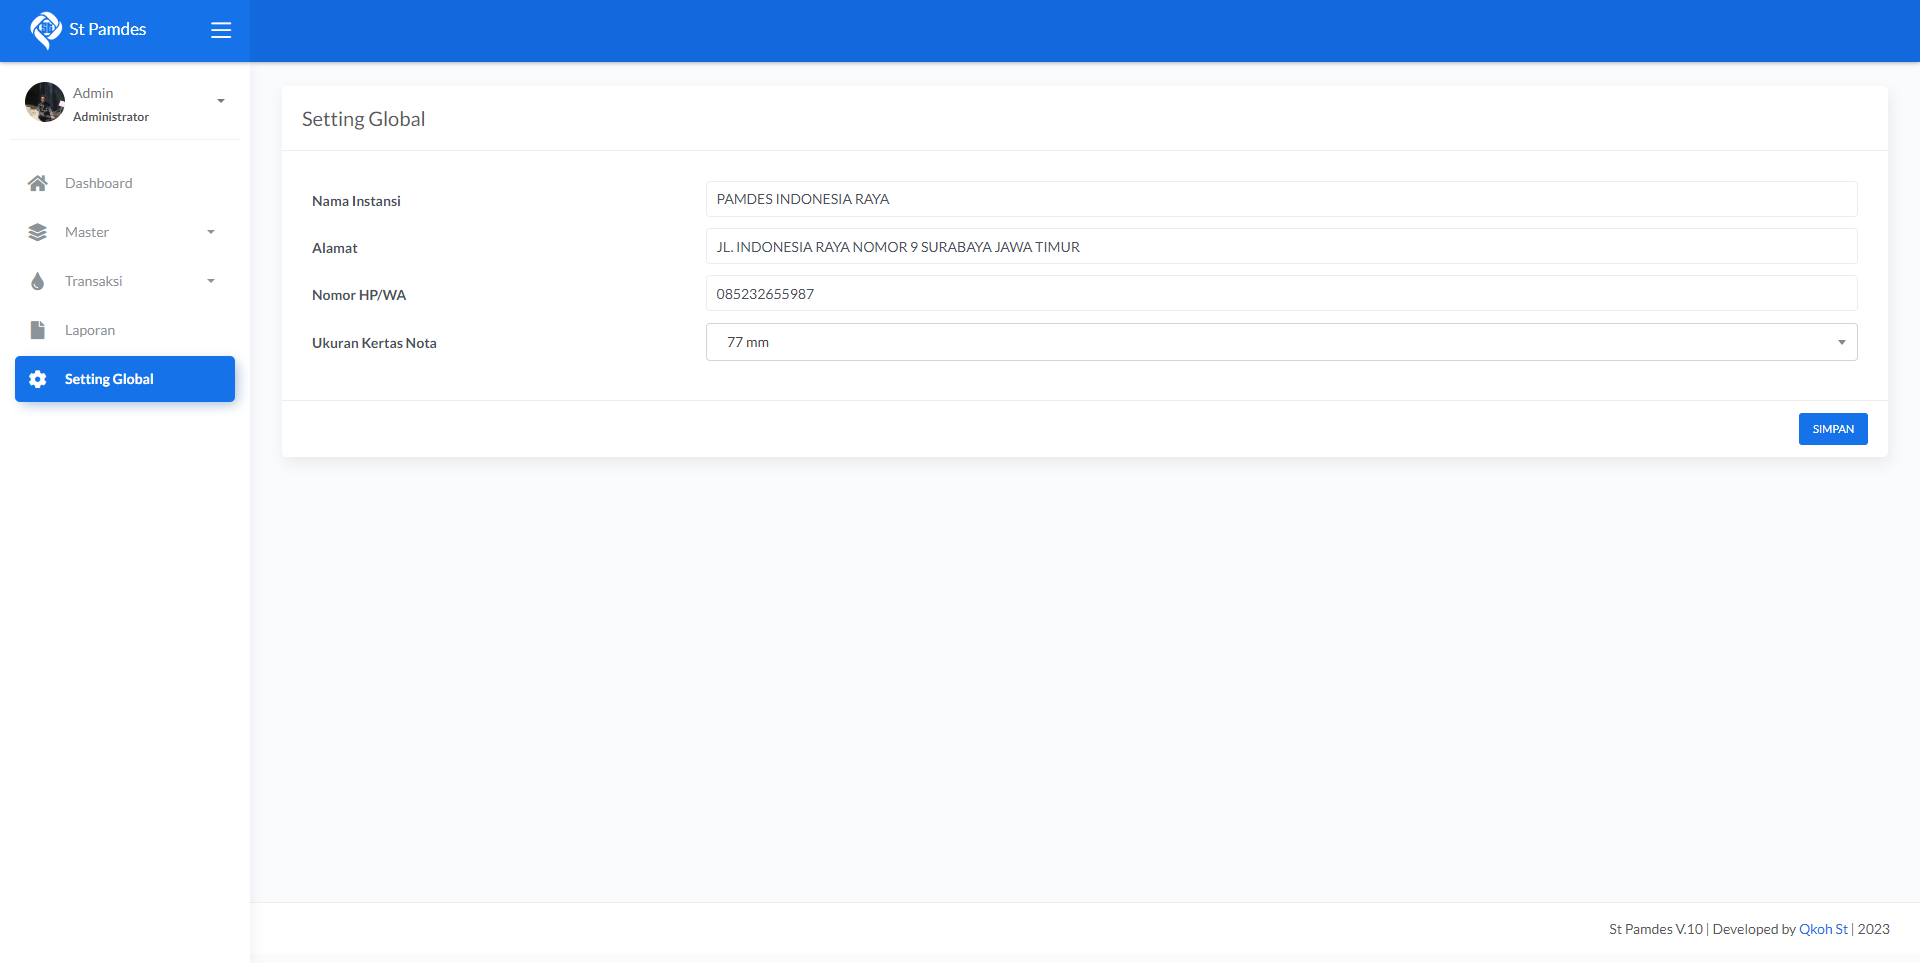 St Pamdes
Admin
Administrator
Dashboard
Master
Transaksi
Laporan
Setting Global
Setting Global
Nama Instansi
PAMDES INDONESIA RAYA
Alamat
JL. INDONESIA RAYA NOMOR 9 SURABAYA JAWA TIMUR
Nomor HP/WA
085232655987
Ukuran Kertas Nota
77 mm
SIMPAN
St Pamdes V.10 | Developed by Qkoh St | 2023